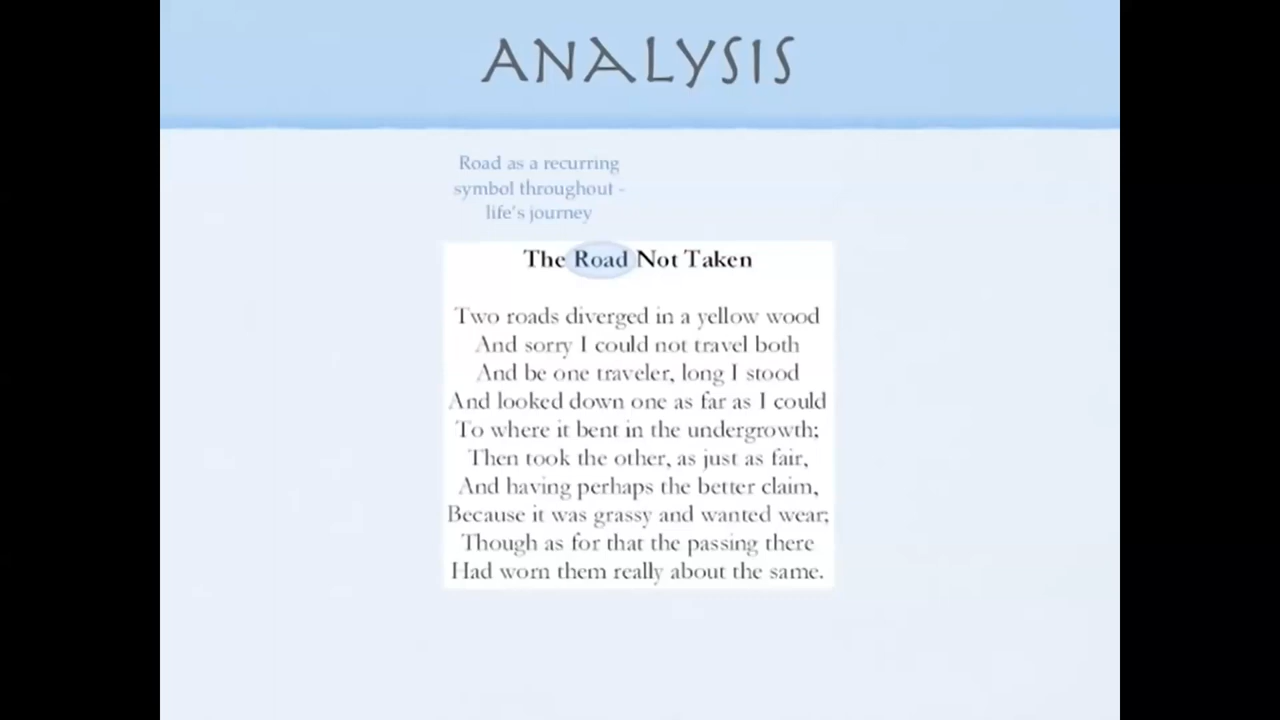 ANALYSIS
Road as a recurring
symbol throughout -
life's journey
The Road Not Taken
Two roads diverged in a yellow wood
And sorry I could not travel both
And be one traveler, long I stood
And looked down one as far as I could
To where it bent in the undergrowth;
Then took the other, as just as fair,
And having perhaps the better claim,
Because it was grassy and wanted wear;
Though as for that the passing there
Had worn them really about the same.